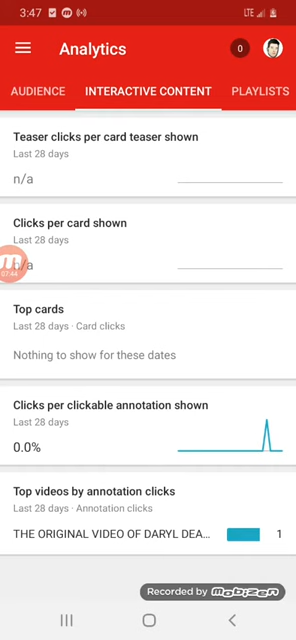 3:47
LTE
Analytics
0
AUDIENCE INTERACTIVE CONTENT PLAYLISTS
Teaser clicks per card teaser shown
Last 28 days
n/a
Clicks per card shown
Last 28 days
n/a
07:44
Top cards
Last 28 days · Card clicks
Nothing to show for these dates
Clicks per clickable annotation shown
Last 28 days
0.0%
Top videos by annotation clicks
Last 28 days · Annotation clicks
THE ORIGINAL VIDEO OF DARYL DEA... 1
Recorded by mobizen